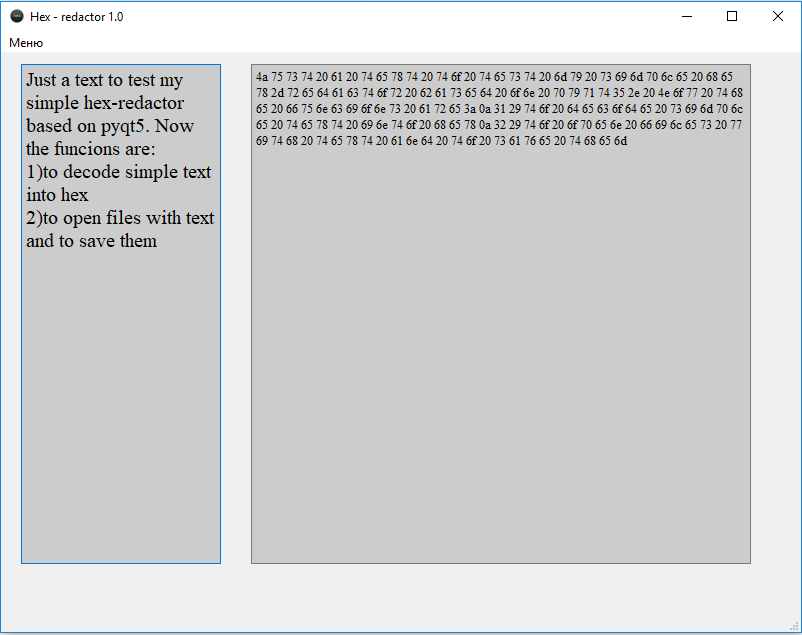 Hex - redactor 1.0
Меню
Just a text to test my
simple hex-redactor
based on pyqt5. Now
the funcions are:
1)to decode simple text
into hex
2)to open files with text
and to save them
4a 75 73 74 20 61 20 74 65 78 74 20 74 6f 20 74 65 73 74 20 6d 79 20 73 69 6d 70 6c 65 20 68 65
78 2d 72 65 64 61 63 74 6f 72 20 62 61 73 65 64 20 6f 6e 20 70 79 71 74 35 2e 20 4e 6f 77 20 74 68
65 20 66 75 6e 63 69 6f 6e 73 20 61 72 65 3a 0a 31 29 74 6f 20 64 65 63 6f 64 65 20 73 69 6d 70 6c
65 20 74 65 78 74 20 69 6e 74 6f 20 68 65 78 0a 32 29 74 6f 20 6f 70 65 6e 20 66 69 6c 65 73 20 77
69 74 68 20 74 65 78 74 20 61 6e 64 20 74 6f 20 73 61 76 65 20 74 68 65 6d